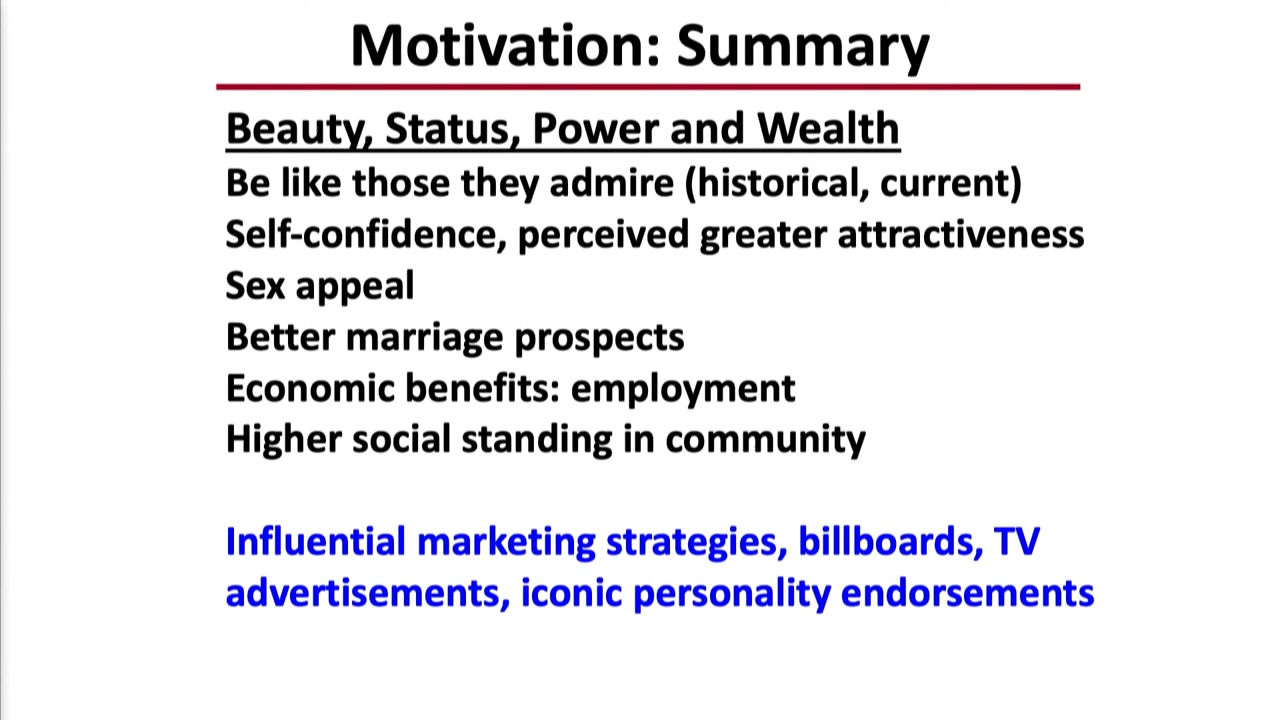 Motivation: Summary
Beauty, Status, Power and Wealth
Be like those they admire (historical, current)
Self-confidence, perceived greater attractiveness
Sex appeal
Better marriage prospects
Economic benefits: employment
Higher social standing in community
Influential marketing strategies, billboards, TV
advertisements, iconic personality endorsements